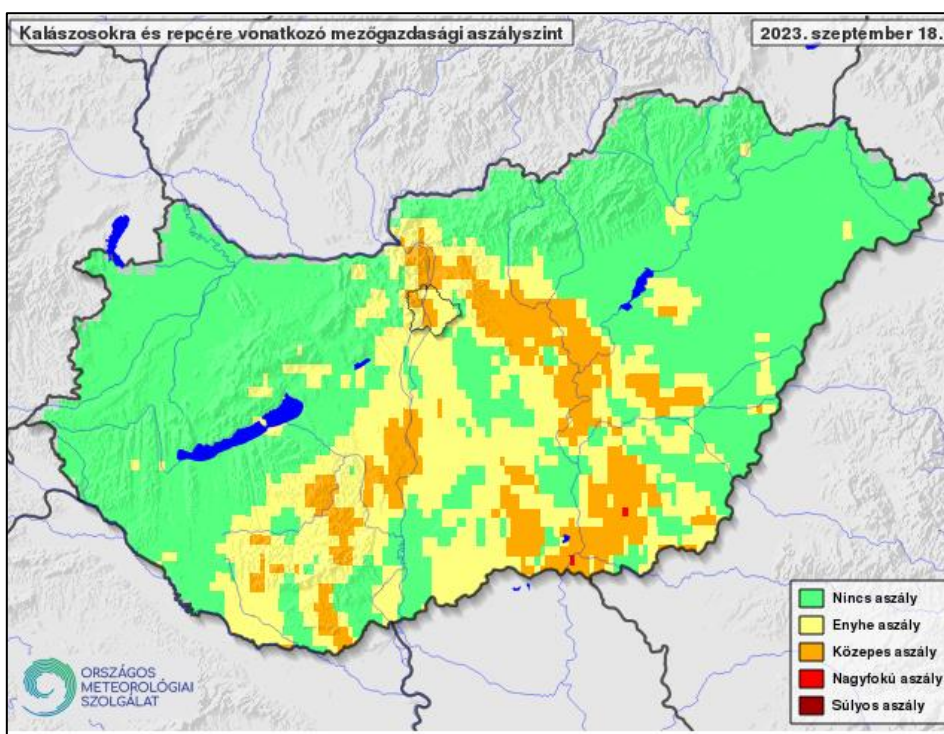 Kalászosokra és repcére vonatkozó mezőgazdasági aszályszint
2023. szeptember 18.
Nincs aszály
Enyhe aszály
Közepes aszály
Nagyfokú aszály
Súlyos aszály
ORSZÁGOS
METEOROLÓGIAI
SZOLGÁLAT